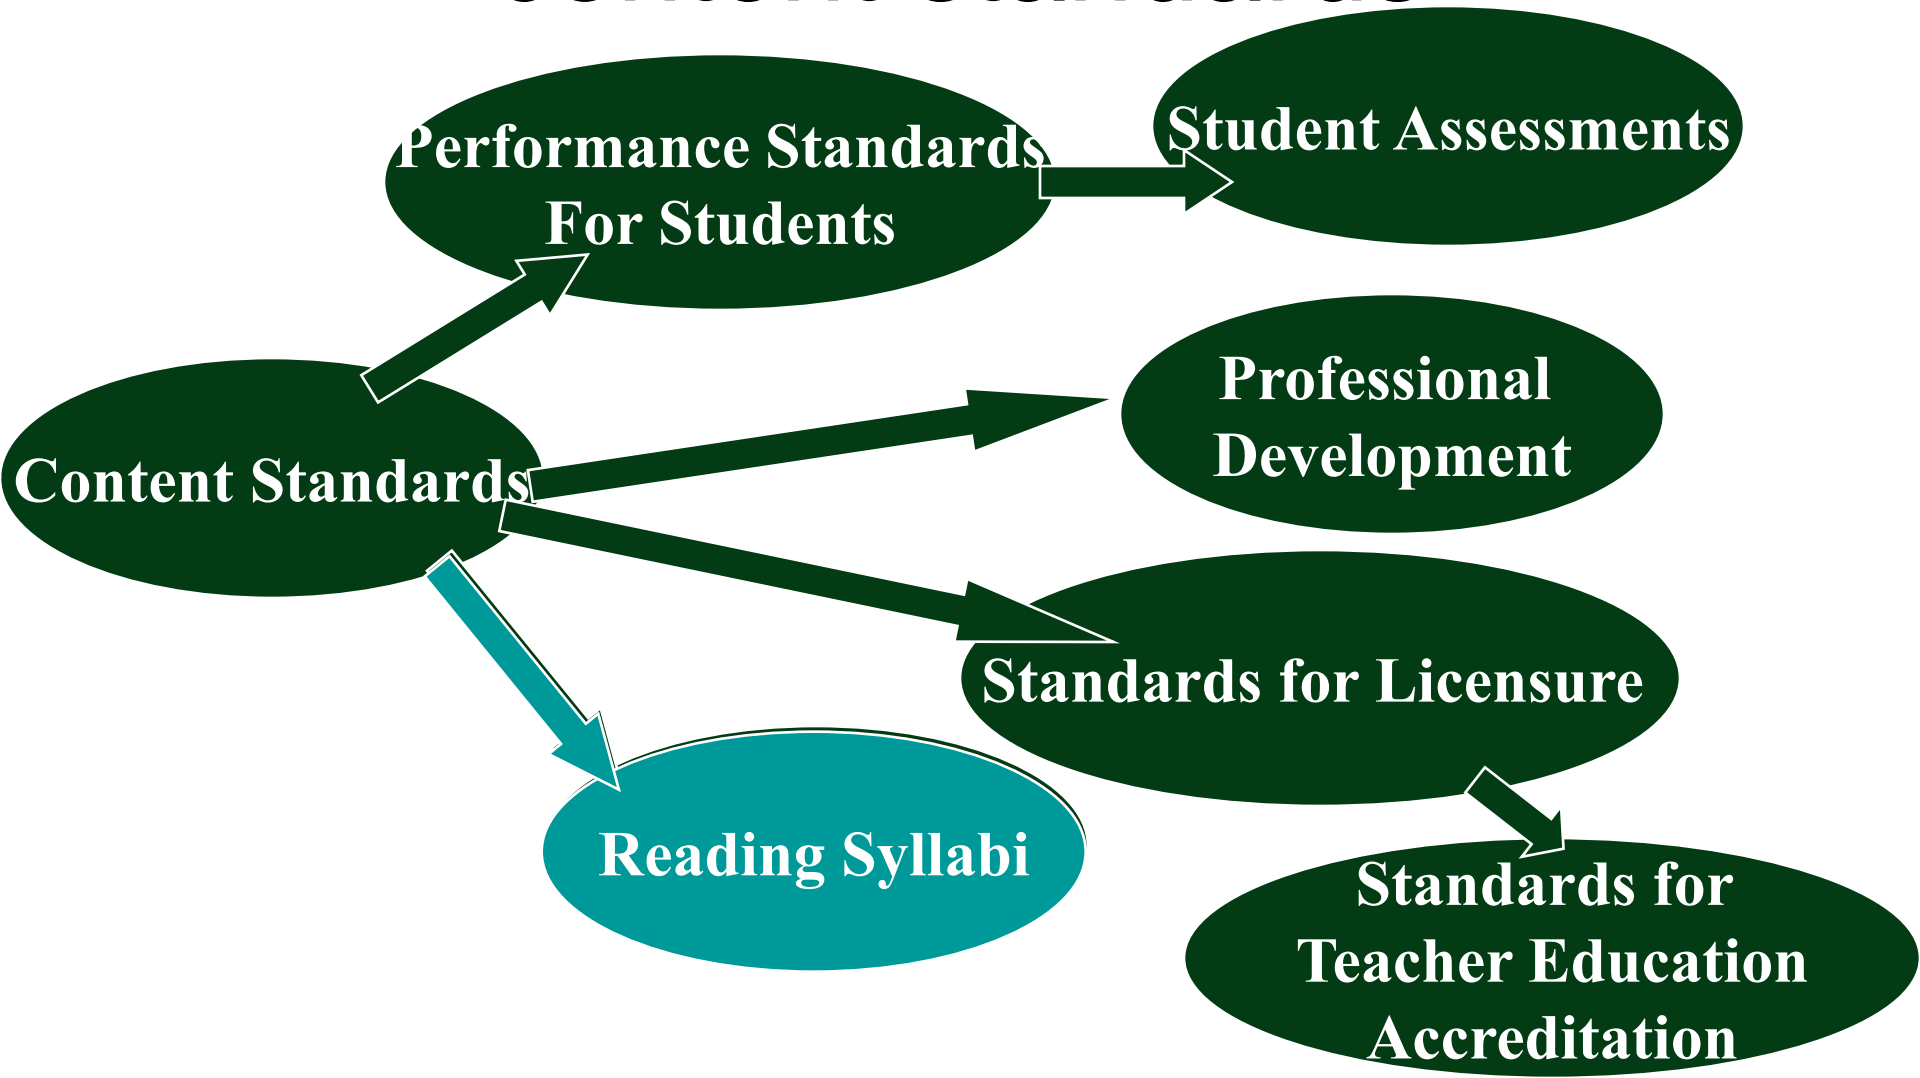 Student Assessments
Performance Standards
For Students
Professional
Development
Content Standards
Standards for Licensure
Reading Syllabi
Standards for
Teacher Education
Accreditation